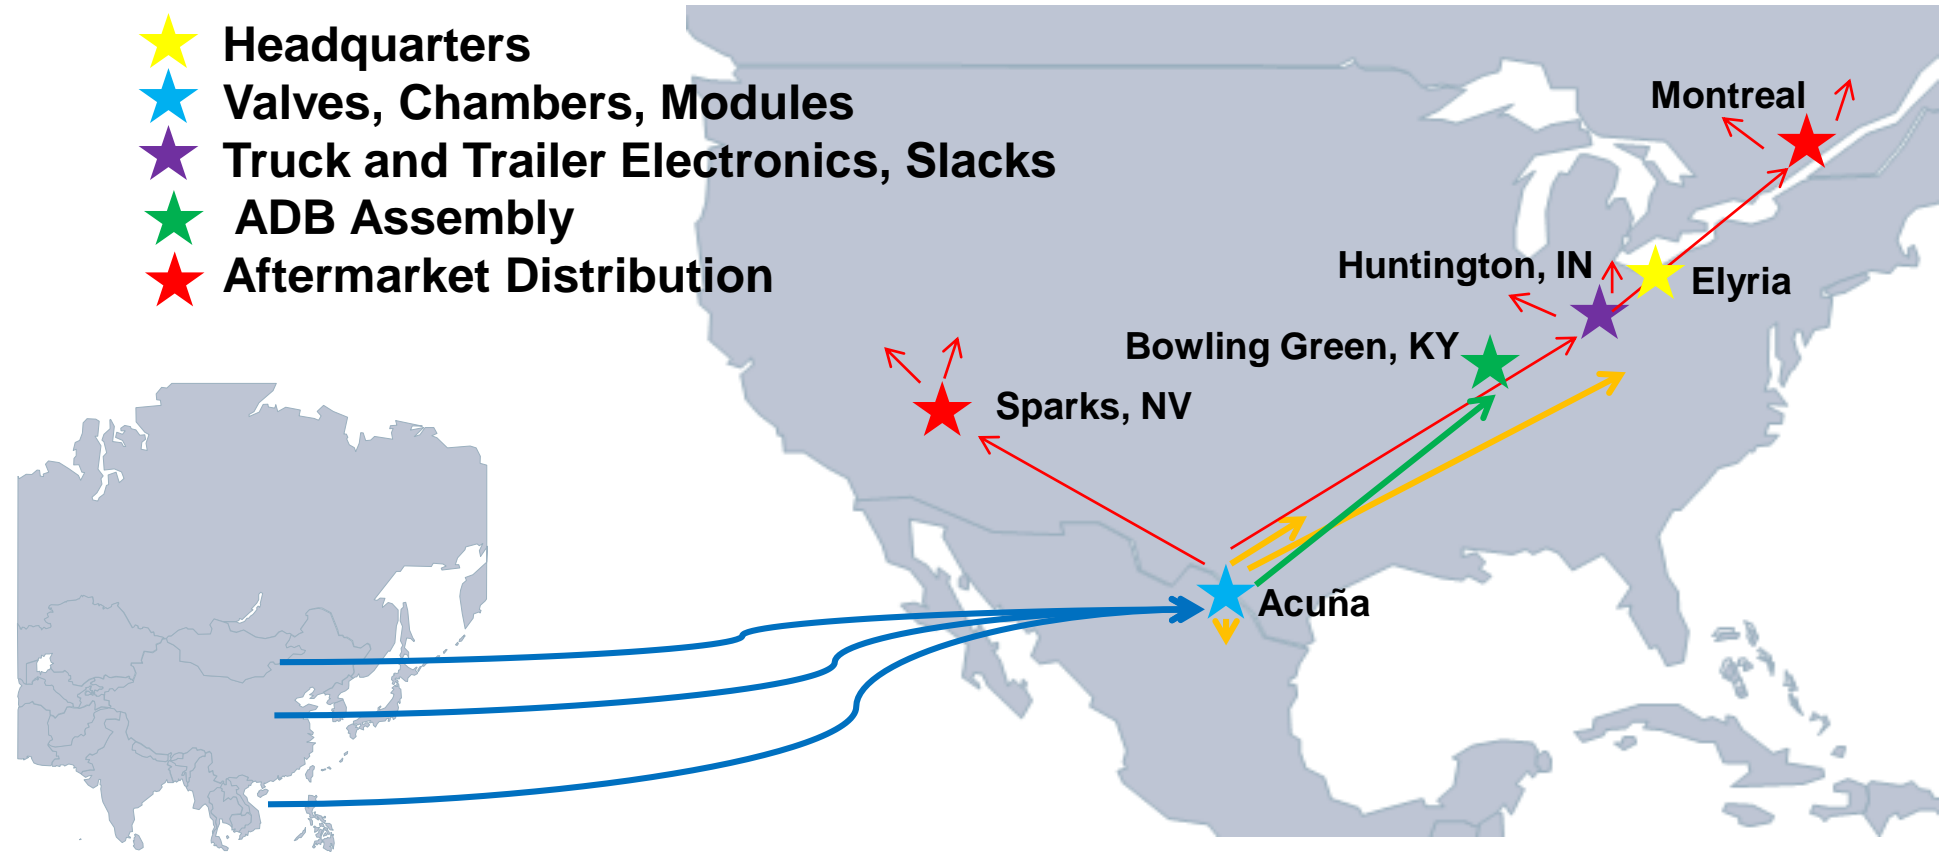 Headquarters
Valves, Chambers, Modules
Truck and Trailer Electronics, Slacks
ADB Assembly
Aftermarket Distribution
Montreal
Huntington, IN
Elyria
Bowling Green, KY
Sparks, NV
Acuña